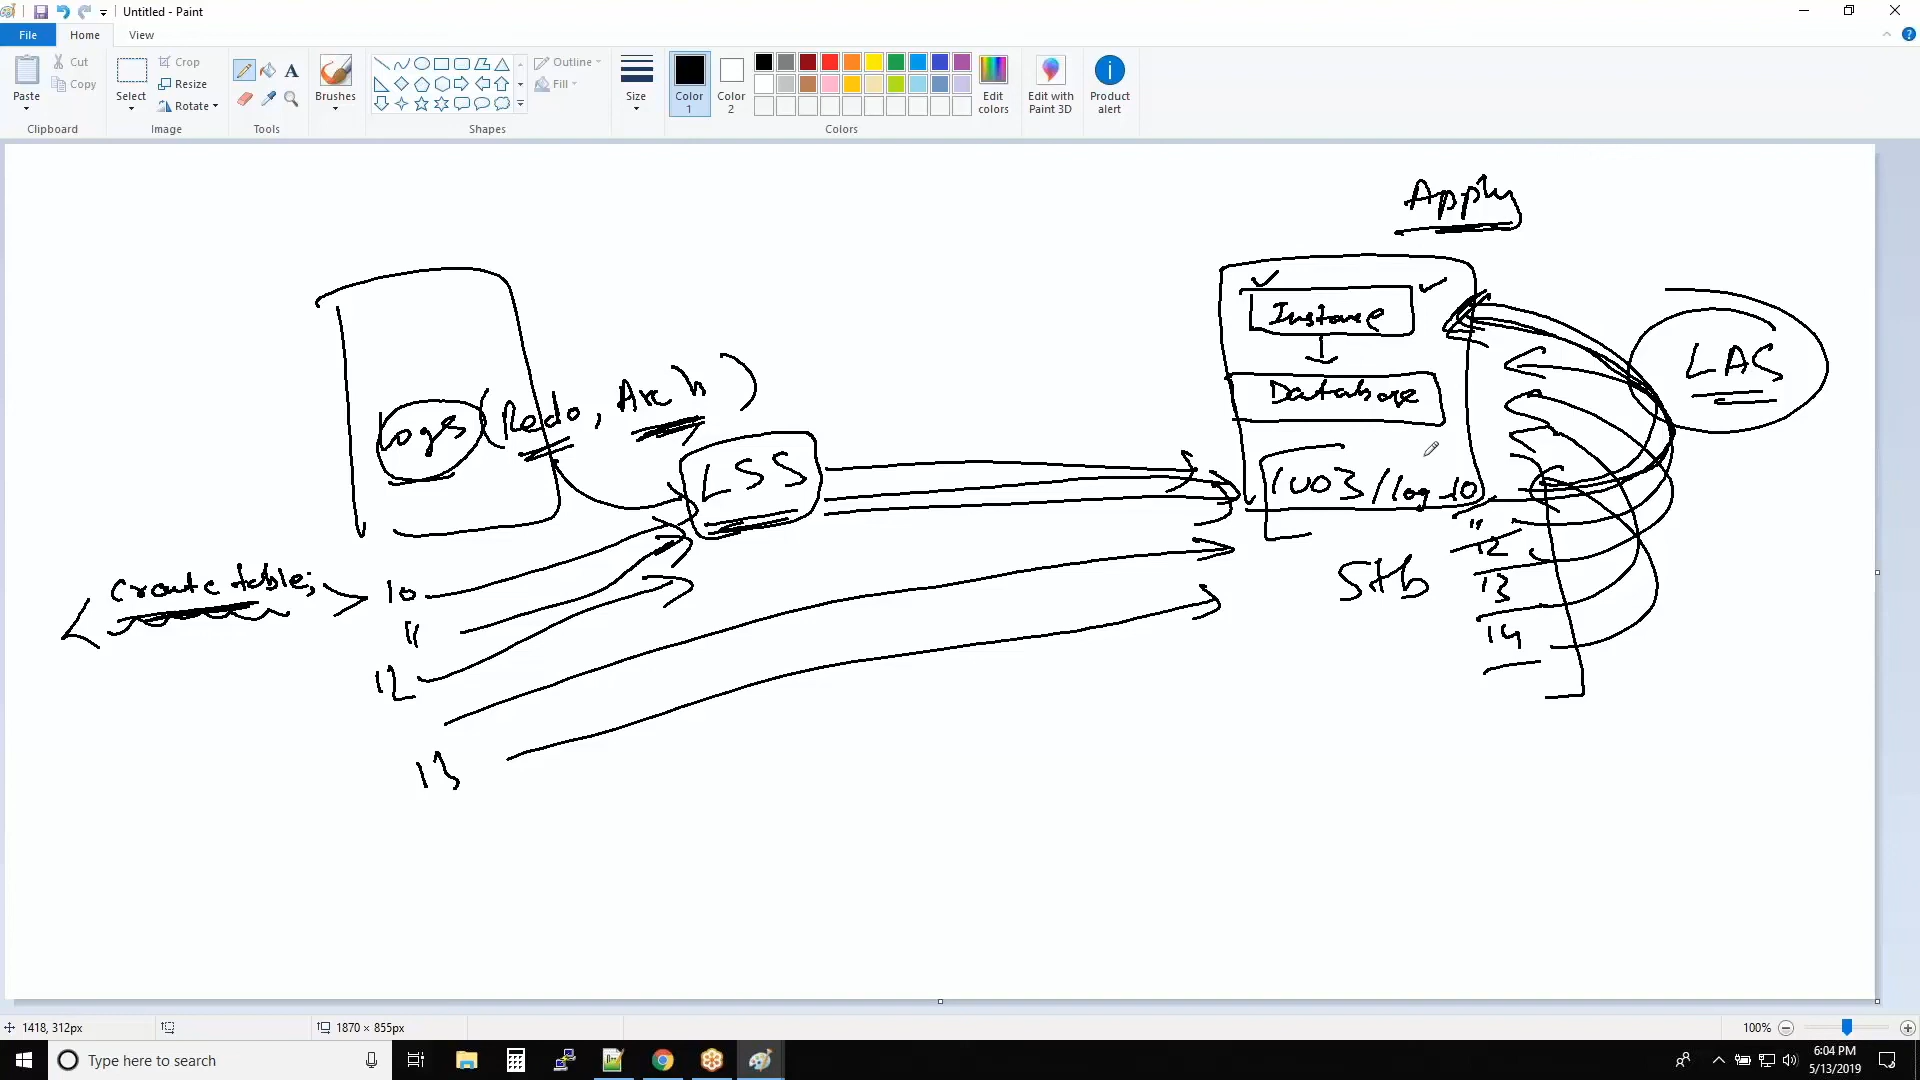 Untitled - Paint
File Home View
Paste Cut Copy Clipboard
Select Crop Resize Rotate Image
Tools
Brushes
Shapes
Outline Fill
Size
Color 1
Color 2
Edit colors
Colors
Edit with Paint 3D
Product alert
Apply
Instance
LAS
Database
Logs (Redo, Arch)
LSS
/U03/log_10
"
12
Stb
13
14
create table;
10
11
12
13
1418, 312px
1870 × 855px
100%
Type here to search
6:04 PM
5/13/2019